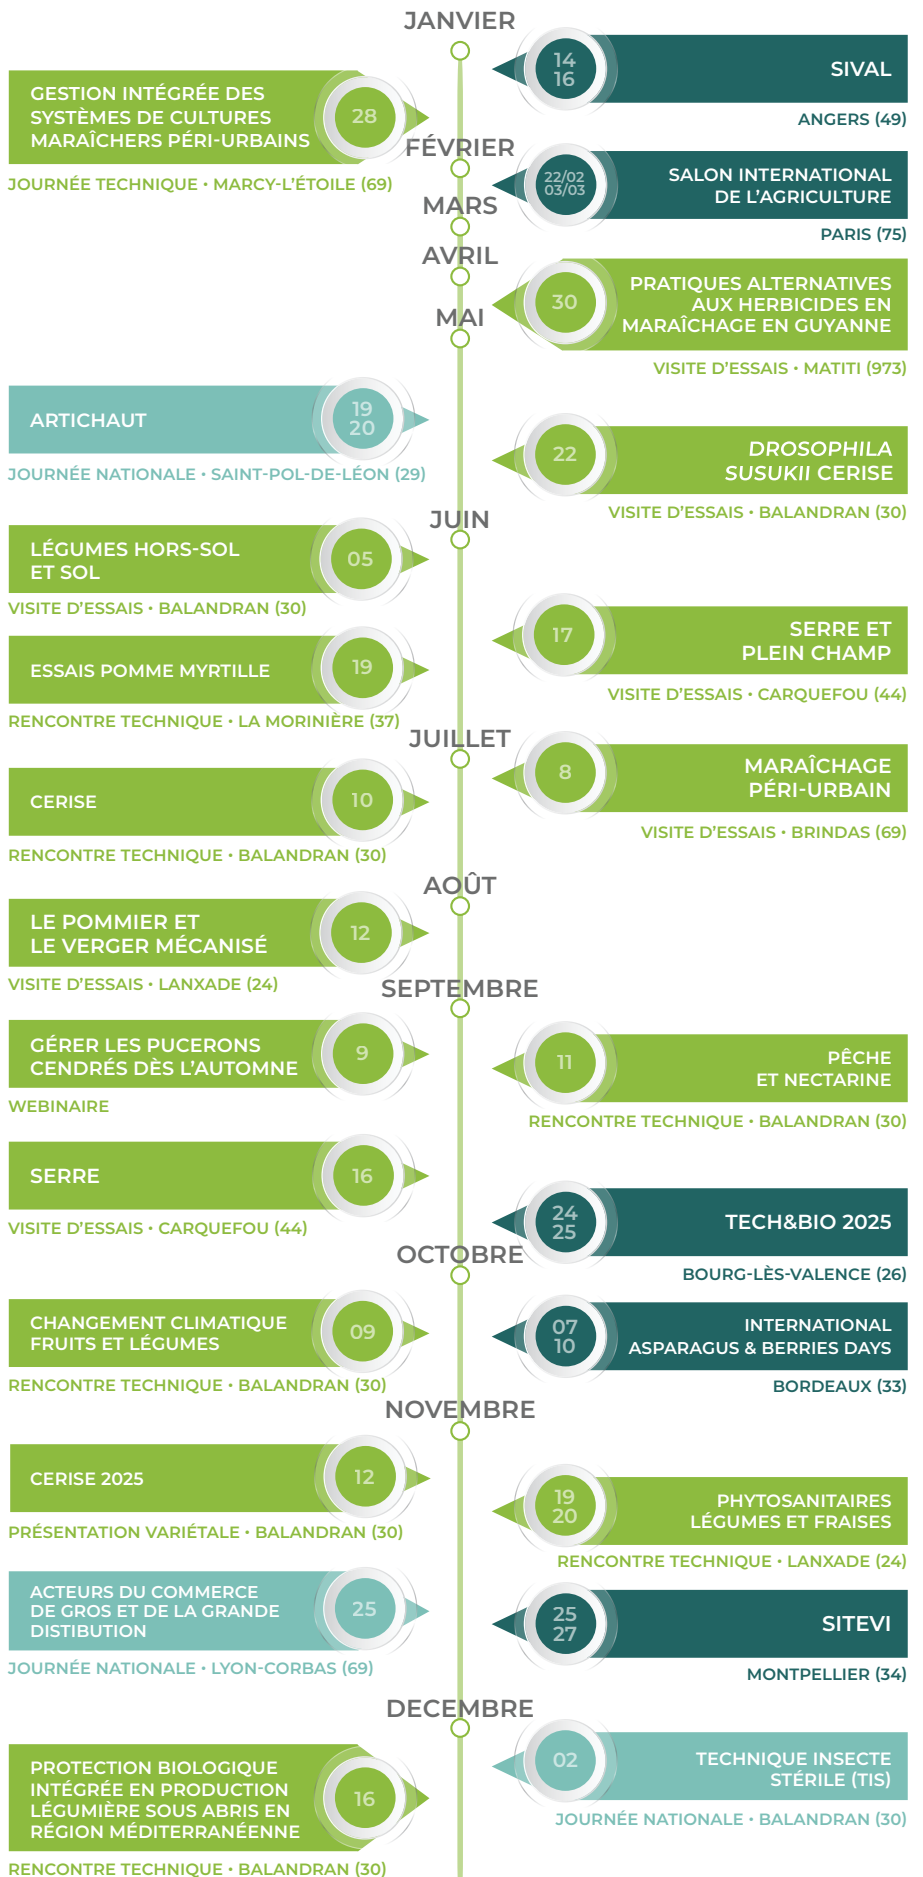 JANVIER
14
16
SIVAL
ANGERS (49)
GESTION INTÉGRÉE DES
SYSTÈMES DE CULTURES
MARAÎCHERS PÉRI-URBAINS
28
JOURNÉE TECHNIQUE • MARCY-L'ÉTOILE (69)
FÉVRIER
22/02
03/03
SALON INTERNATIONAL
DE L'AGRICULTURE
PARIS (75)
MARS
AVRIL
30
PRATIQUES ALTERNATIVES
AUX HERBICIDES EN
MARAÎCHAGE EN GUYANNE
VISITE D'ESSAIS • MATITI (973)
MAI
ARTICHAUT
19
20
JOURNÉE NATIONALE • SAINT-POL-DE-LÉON (29)
22
DROSOPHILA
SUSUKII CERISE
VISITE D'ESSAIS • BALANDRAN (30)
JUIN
LÉGUMES HORS-SOL
ET SOL
05
VISITE D'ESSAIS • BALANDRAN (30)
17
SERRE ET
PLEIN CHAMP
VISITE D'ESSAIS • CARQUEFOU (44)
ESSAIS POMME MYRTILLE
19
RENCONTRE TECHNIQUE • LA MORINIÈRE (37)
JUILLET
8
MARAÎCHAGE
PÉRI-URBAIN
VISITE D'ESSAIS • BRINDAS (69)
CERISE
10
RENCONTRE TECHNIQUE • BALANDRAN (30)
AOÛT
LE POMMIER ET
LE VERGER MÉCANISÉ
12
VISITE D'ESSAIS • LANXADE (24)
SEPTEMBRE
GÉRER LES PUCERONS
CENDRÉS DÈS L'AUTOMNE
9
WEBINAIRE
11
PÊCHE
ET NECTARINE
RENCONTRE TECHNIQUE • BALANDRAN (30)
SERRE
16
VISITE D'ESSAIS • CARQUEFOU (44)
24
25
TECH&BIO 2025
BOURG-LÈS-VALENCE (26)
OCTOBRE
CHANGEMENT CLIMATIQUE
FRUITS ET LÉGUMES
09
RENCONTRE TECHNIQUE • BALANDRAN (30)
07
10
INTERNATIONAL
ASPARAGUS & BERRIES DAYS
BORDEAUX (33)
NOVEMBRE
CERISE 2025
12
PRÉSENTATION VARIÉTALE • BALANDRAN (30)
19
20
PHYTOSANITAIRES
LÉGUMES ET FRAISES
RENCONTRE TECHNIQUE • LANXADE (24)
ACTEURS DU COMMERCE
DE GROS ET DE LA GRANDE
DISTIBUTION
25
JOURNÉE NATIONALE • LYON-CORBAS (69)
25
27
SITEVI
MONTPELLIER (34)
DECEMBRE
02
TECHNIQUE INSECTE
STÉRILE (TIS)
JOURNÉE NATIONALE • BALANDRAN (30)
PROTECTION BIOLOGIQUE
INTÉGRÉE EN PRODUCTION
LÉGUMIÈRE SOUS ABRIS EN
RÉGION MÉDITERRANÉENNE
16
RENCONTRE TECHNIQUE • BALANDRAN (30)